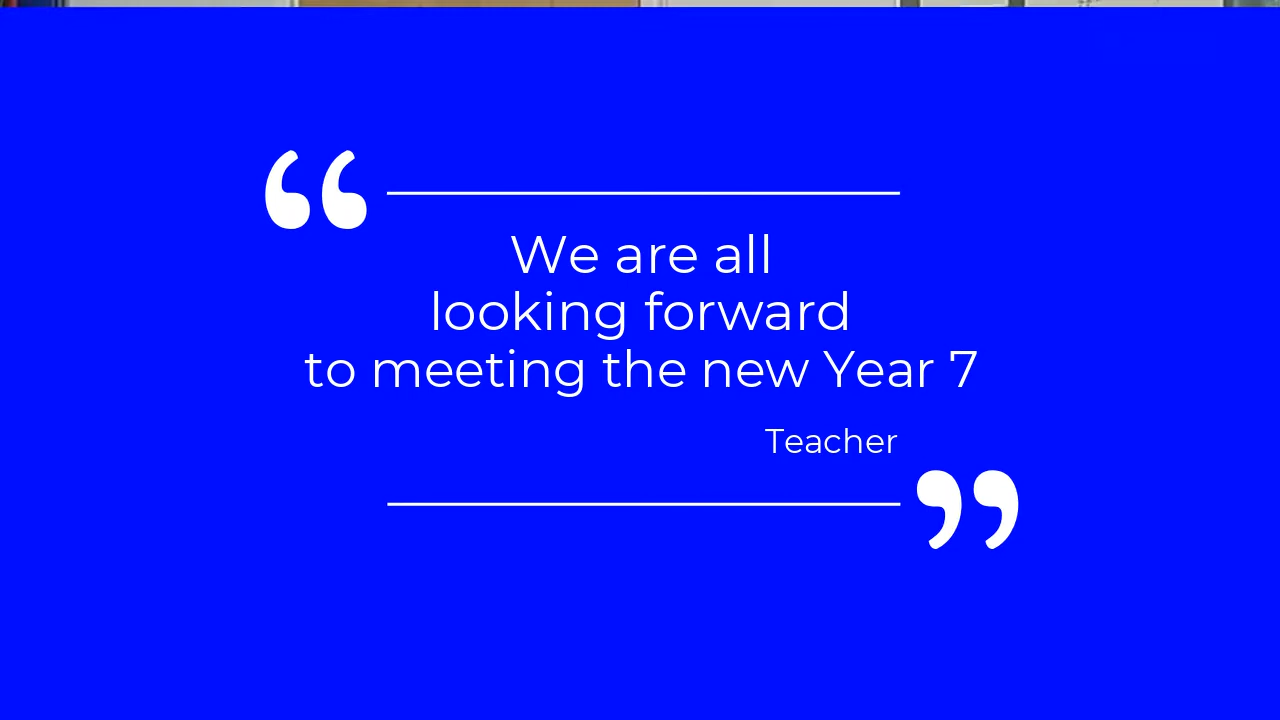 “
We are all
looking forward
to meeting the new Year 7
Teacher
”